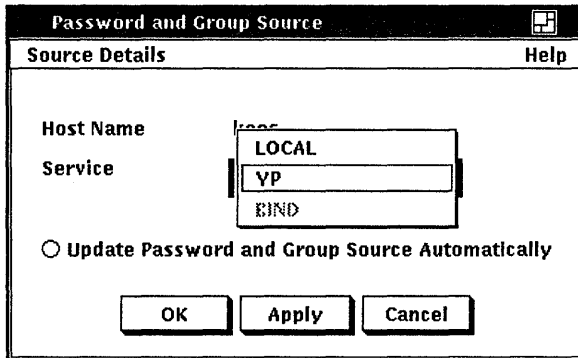 Password and Group Source
Source Details Help
Host Name
LOCAL
Service
YP
BIND
Update Password and Group Source Automatically
OK Apply Cancel